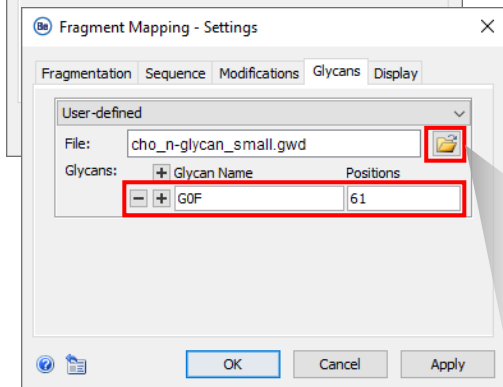 Be Fragment Mapping - Settings
Fragmentation Sequence Modifications Glycans Display
User-defined
File: cho_n-glycan_small.gwd
Glycans: + Glycan Name Positions
− + G0F 61
OK Cancel Apply